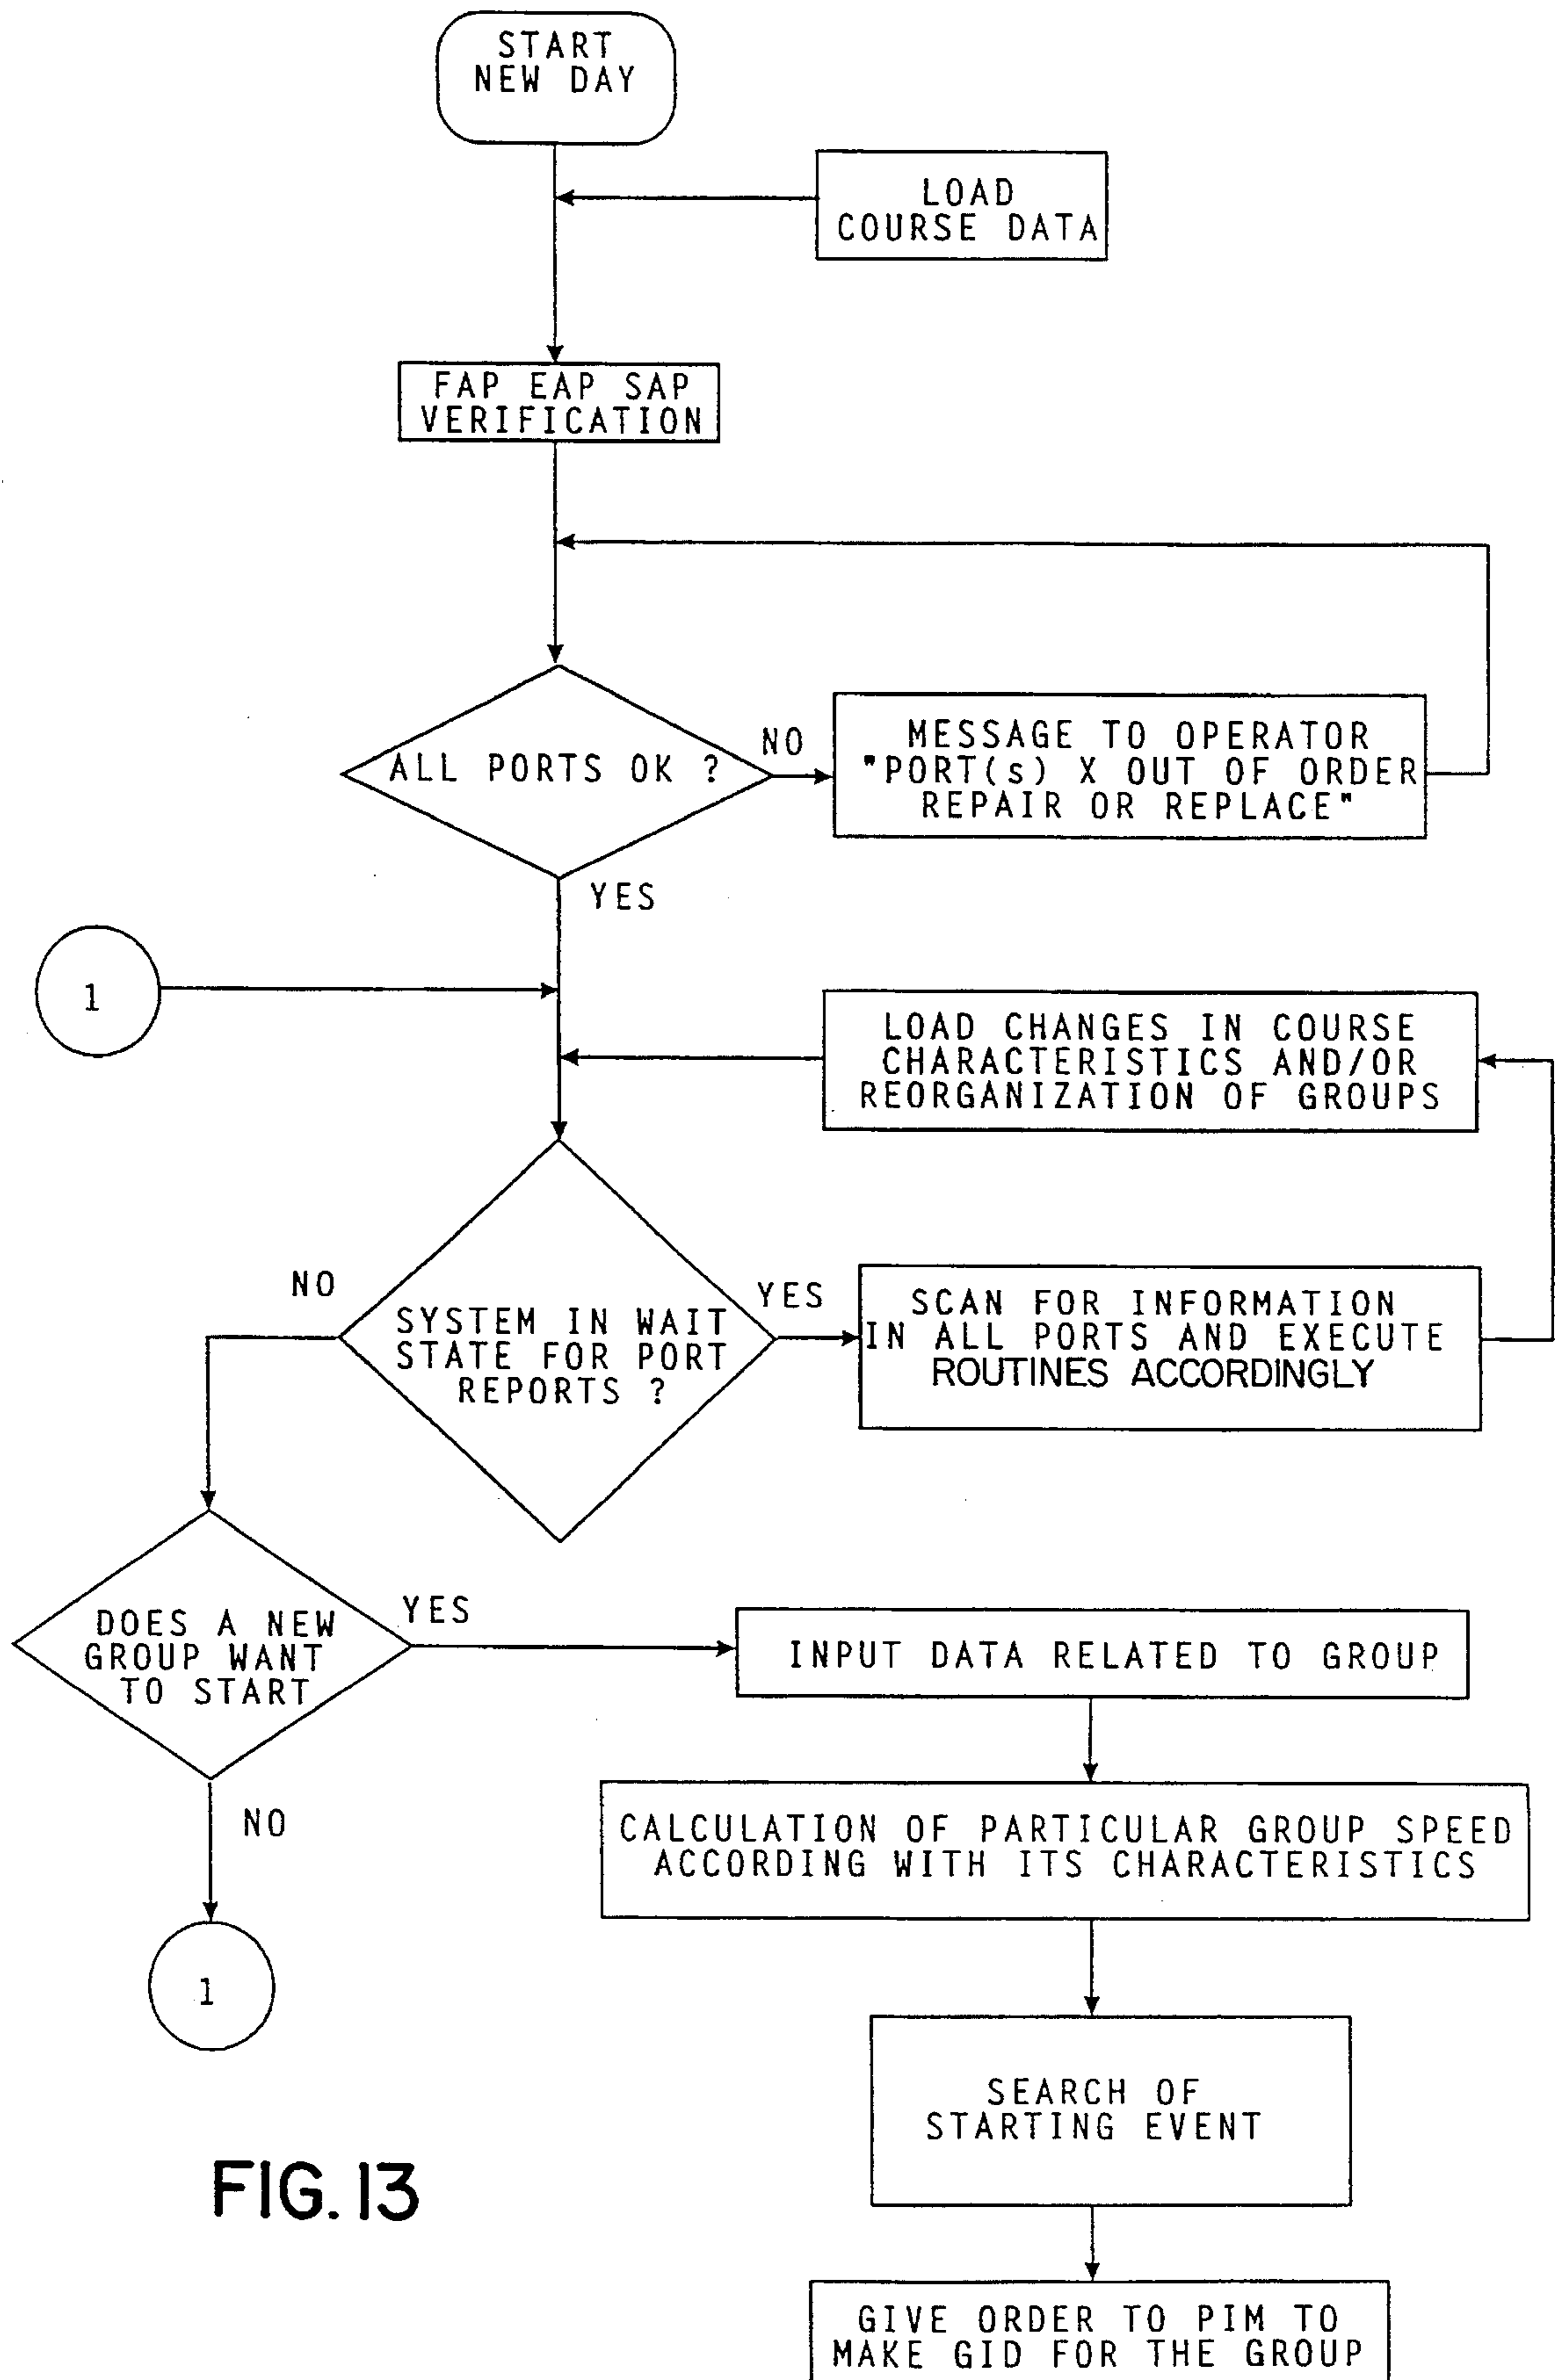 START
NEW DAY
LOAD
COURSE DATA
FAP EAP SAP
VERIFICATION
ALL PORTS OK ?
NO
MESSAGE TO OPERATOR
"PORT(s) X OUT OF ORDER
REPAIR OR REPLACE"
YES
1
LOAD CHANGES IN COURSE
CHARACTERISTICS AND/OR
REORGANIZATION OF GROUPS
NO
SYSTEM IN WAIT
STATE FOR PORT
REPORTS ?
YES
SCAN FOR INFORMATION
IN ALL PORTS AND EXECUTE
ROUTINES ACCORDINGLY
DOES A NEW
GROUP WANT
TO START
YES
INPUT DATA RELATED TO GROUP
NO
CALCULATION OF PARTICULAR GROUP SPEED
ACCORDING WITH ITS CHARACTERISTICS
1
SEARCH OF
STARTING EVENT
FIG. 13
GIVE ORDER TO PIM TO
MAKE GID FOR THE GROUP